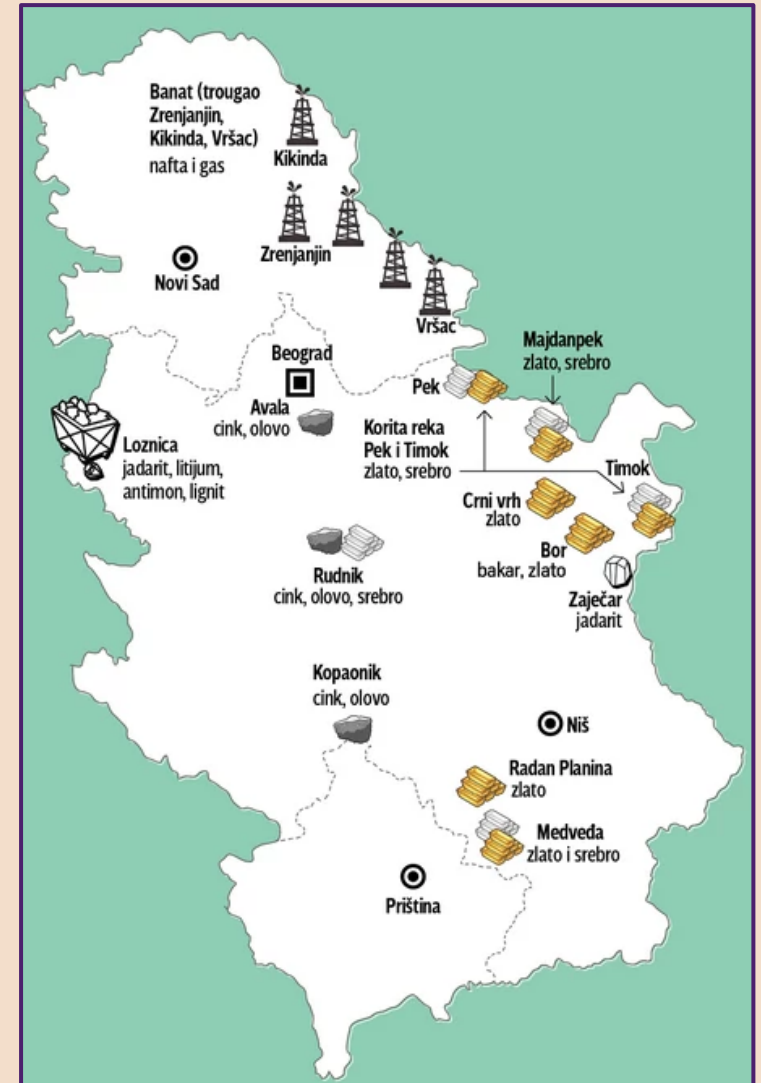 Banat (trougao
Zrenjanjin,
Kikinda, Vršac)
nafta i gas
Kikinda
Zrenjanjin
Novi Sad
Vršac
Beograd
Avala
cink, olovo
Loznica
jadarit, litijum,
antimon, lignit
Pek
Majdanpek
zlato, srebro
Korita reka
Pek i Timok
zlato, srebro
Timok
Crni vrh
zlato
Bor
bakar, zlato
Zaječar
jadarit
Rudnik
cink, olovo, srebro
Kopaonik
cink, olovo
Niš
Radan Planina
zlato
Medveđa
zlato i srebro
Priština